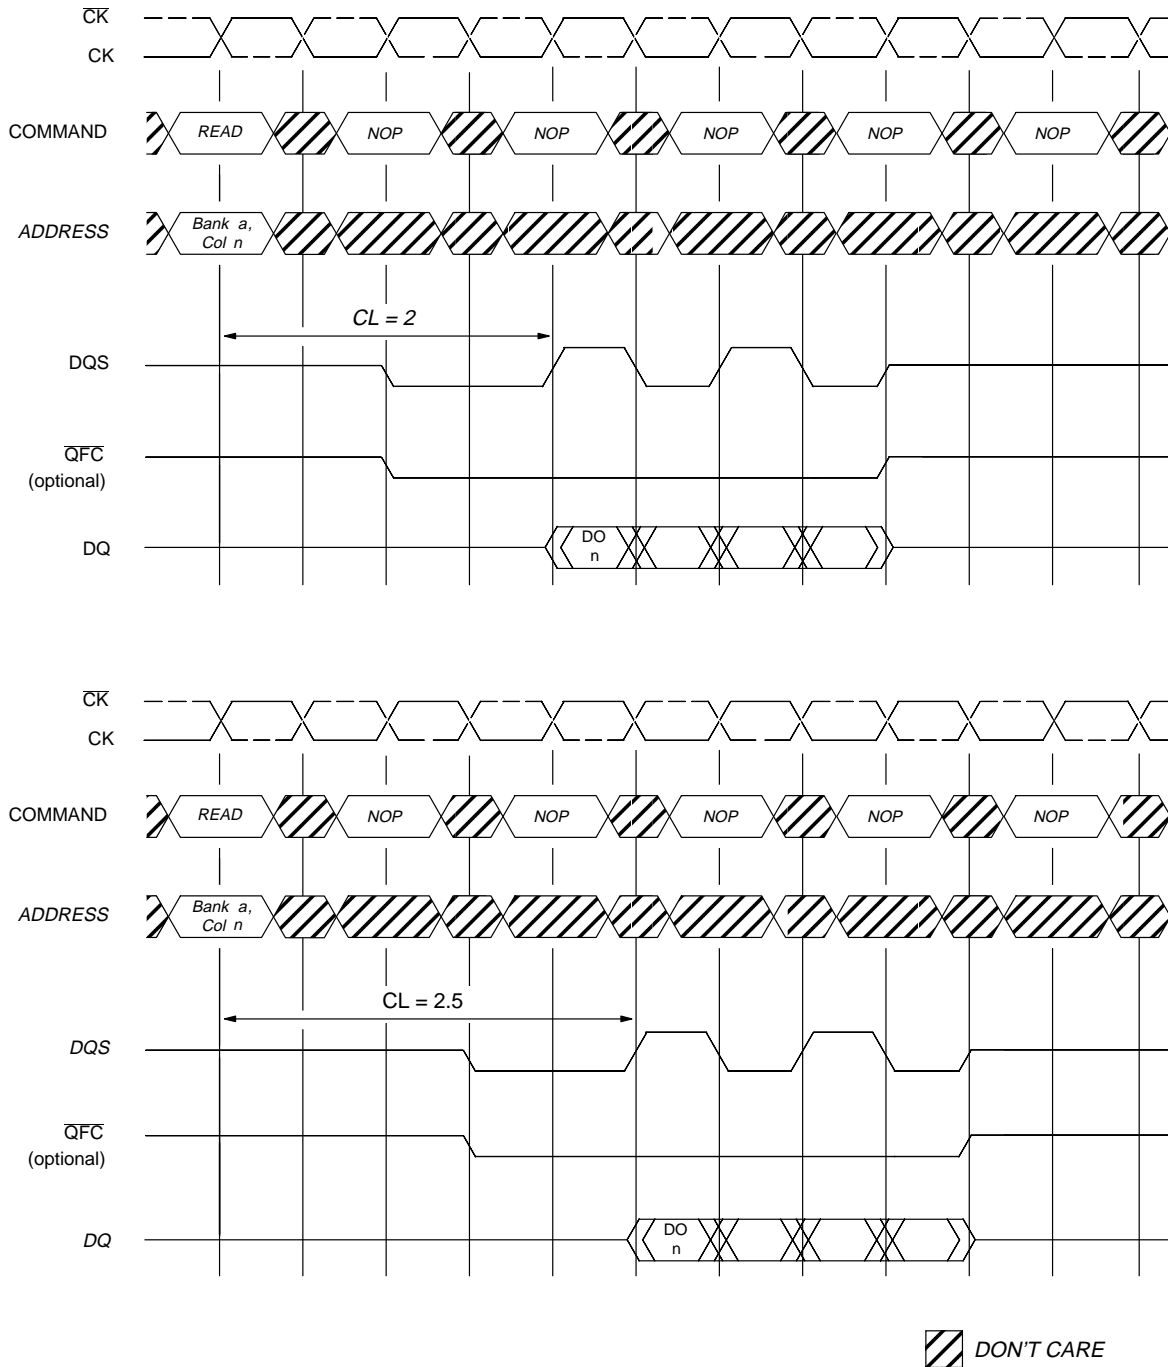 CK
CK
COMMAND READ NOP NOP NOP NOP NOP
ADDRESS Bank a,
Col n
CL = 2
DQS
QFC
(optional)
DQ DO
n
CK
CK
COMMAND READ NOP NOP NOP NOP NOP
ADDRESS Bank a,
Col n
CL = 2.5
DQS
QFC
(optional)
DQ DO
n
DON'T CARE